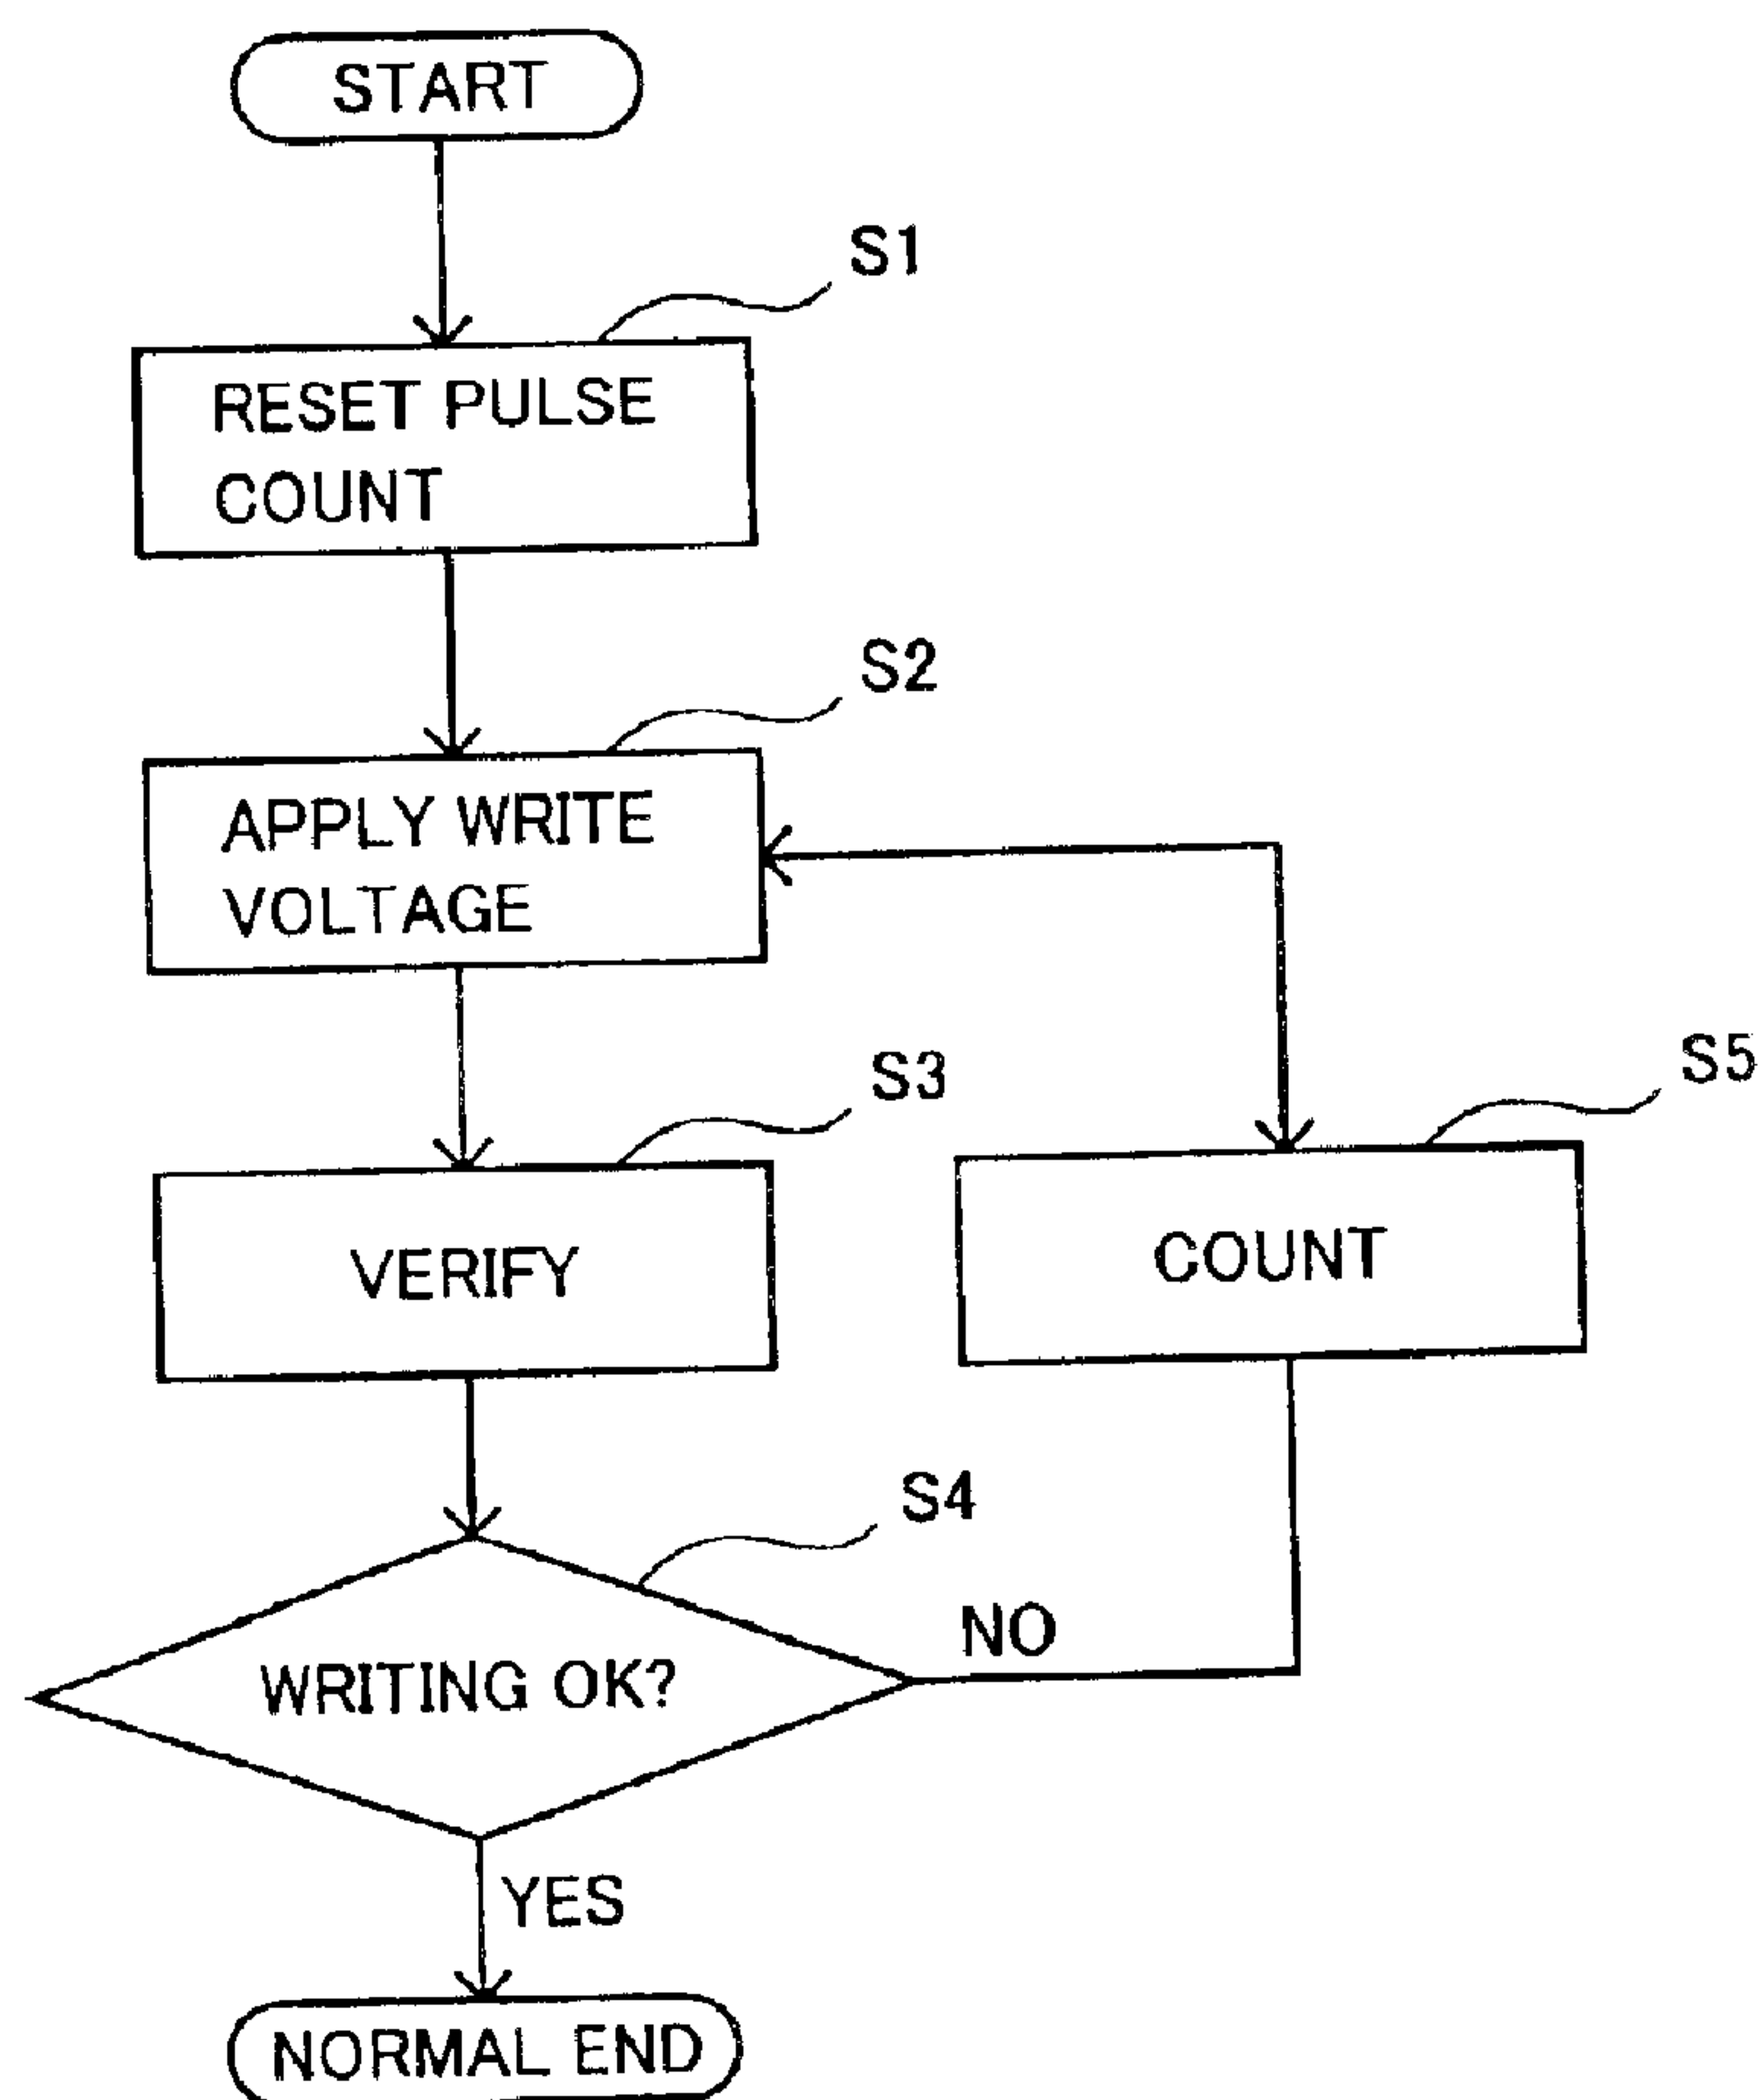 START
S1
RESET PULSE
COUNT
S2
APPLY WRITE
VOLTAGE
S3
VERIFY
S5
COUNT
S4
WRITING OK?
NO
YES
NORMAL END